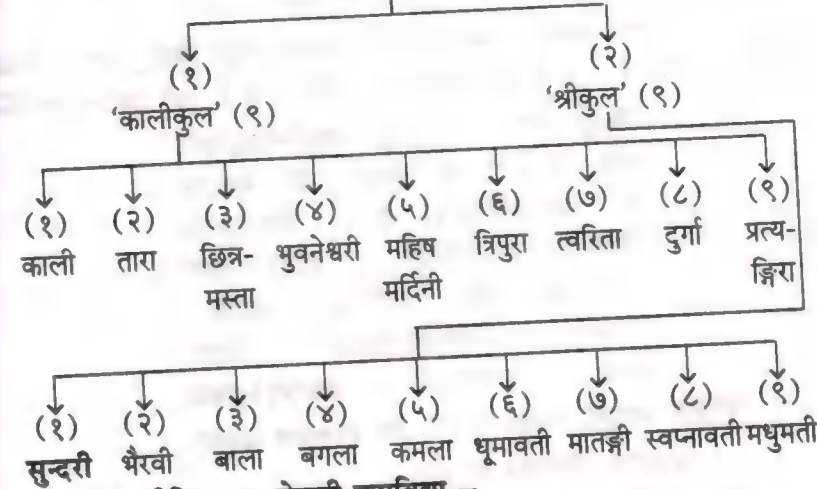 (१) (२)
'कालीकुल' (९) 'श्रीकुल' (९)
(१) (२) (३) (४) (५) (६) (७) (८) (९)
काली तारा छिन्न- भुवनेश्वरी महिष त्रिपुरा त्वरिता दुर्गा प्रत्य-
मस्ता मर्दिनी ङ्गिरा
(१) (२) (३) (४) (५) (६) (७) (८) (९)
सुन्दरी भैरवी बाला बगला कमला धूमावती मातङ्गी स्वप्नावती मधुमती